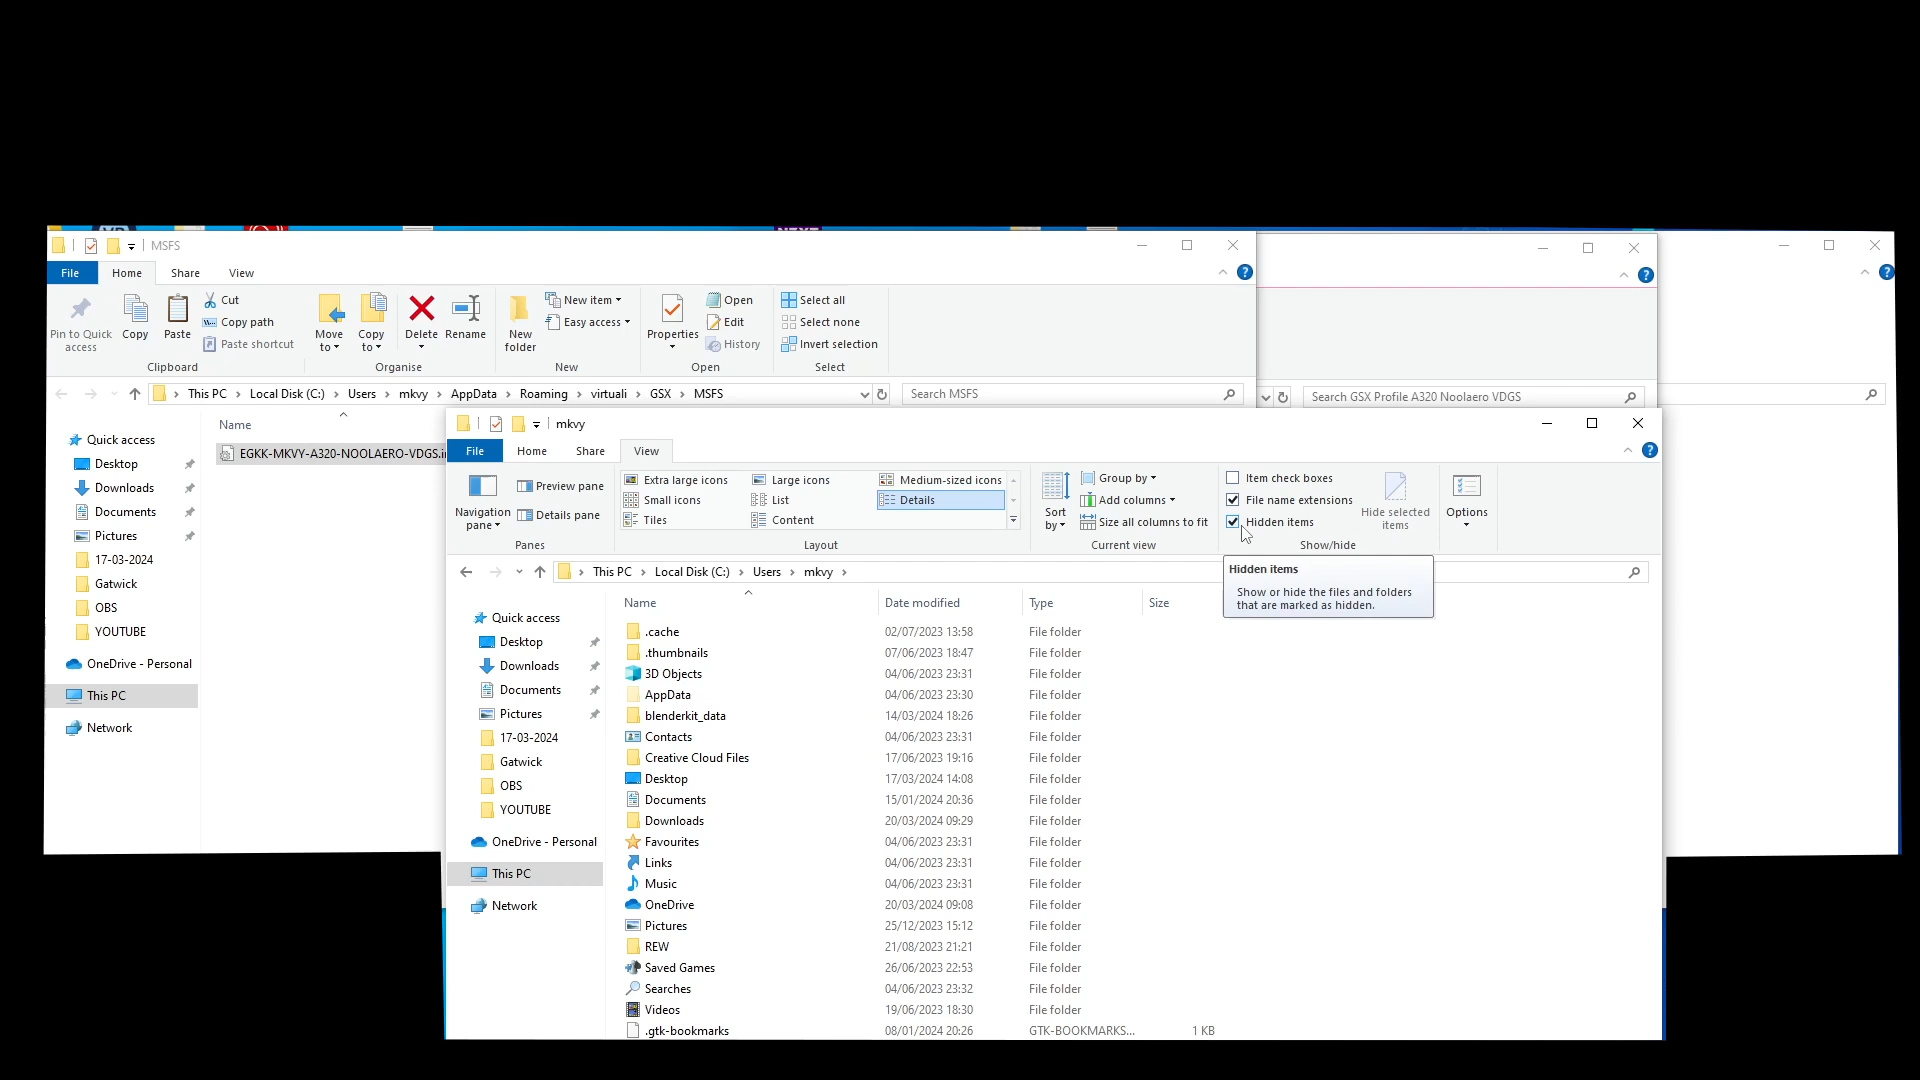 MSFS
File Home Share View
Pin to Quick access
Copy
Paste
Cut
Copy path
Paste shortcut
Clipboard
Move to
Copy to
Delete
Rename
Organise
New folder
New item
Easy access
New
Properties
Open
Edit
History
Open
Select all
Select none
Invert selection
Select
This PC > Local Disk (C:) > Users > mkvy > AppData > Roaming > virtuali > GSX > MSFS
Search MSFS
Search GSX Profile A320 Noolaero VDGS
Quick access
Desktop
Downloads
Documents
Pictures
17-03-2024
Gatwick
OBS
YOUTUBE
OneDrive - Personal
This PC
Network
Name
EGKK-MKVY-A320-NOOLAERO-VDGS.i
mkvy
File Home Share View
Navigation pane
Preview pane
Details pane
Panes
Extra large icons
Large icons
Medium-sized icons
Small icons
List
Details
Tiles
Content
Layout
Sort by
Group by
Add columns
Size all columns to fit
Current view
Item check boxes
File name extensions
Hidden items
Hide selected items
Show/hide
Options
This PC > Local Disk (C:) > Users > mkvy >
Hidden items
Show or hide the files and folders
that are marked as hidden.
Quick access
Desktop
Downloads
Documents
Pictures
17-03-2024
Gatwick
OBS
YOUTUBE
OneDrive - Personal
This PC
Network
Name Date modified Type Size
.cache 02/07/2023 13:58 File folder
.thumbnails 07/06/2023 18:47 File folder
3D Objects 04/06/2023 23:31 File folder
AppData 04/06/2023 23:30 File folder
blenderkit_data 14/03/2024 18:26 File folder
Contacts 04/06/2023 23:31 File folder
Creative Cloud Files 17/06/2023 19:16 File folder
Desktop 17/03/2024 14:08 File folder
Documents 15/01/2024 20:36 File folder
Downloads 20/03/2024 09:29 File folder
Favourites 04/06/2023 23:31 File folder
Links 04/06/2023 23:31 File folder
Music 04/06/2023 23:31 File folder
OneDrive 20/03/2024 09:08 File folder
Pictures 25/12/2023 15:12 File folder
REW 21/08/2023 21:21 File folder
Saved Games 26/06/2023 22:53 File folder
Searches 04/06/2023 23:32 File folder
Videos 19/06/2023 18:30 File folder
.gtk-bookmarks 08/01/2024 20:26 GTK-BOOKMARKS... 1 KB